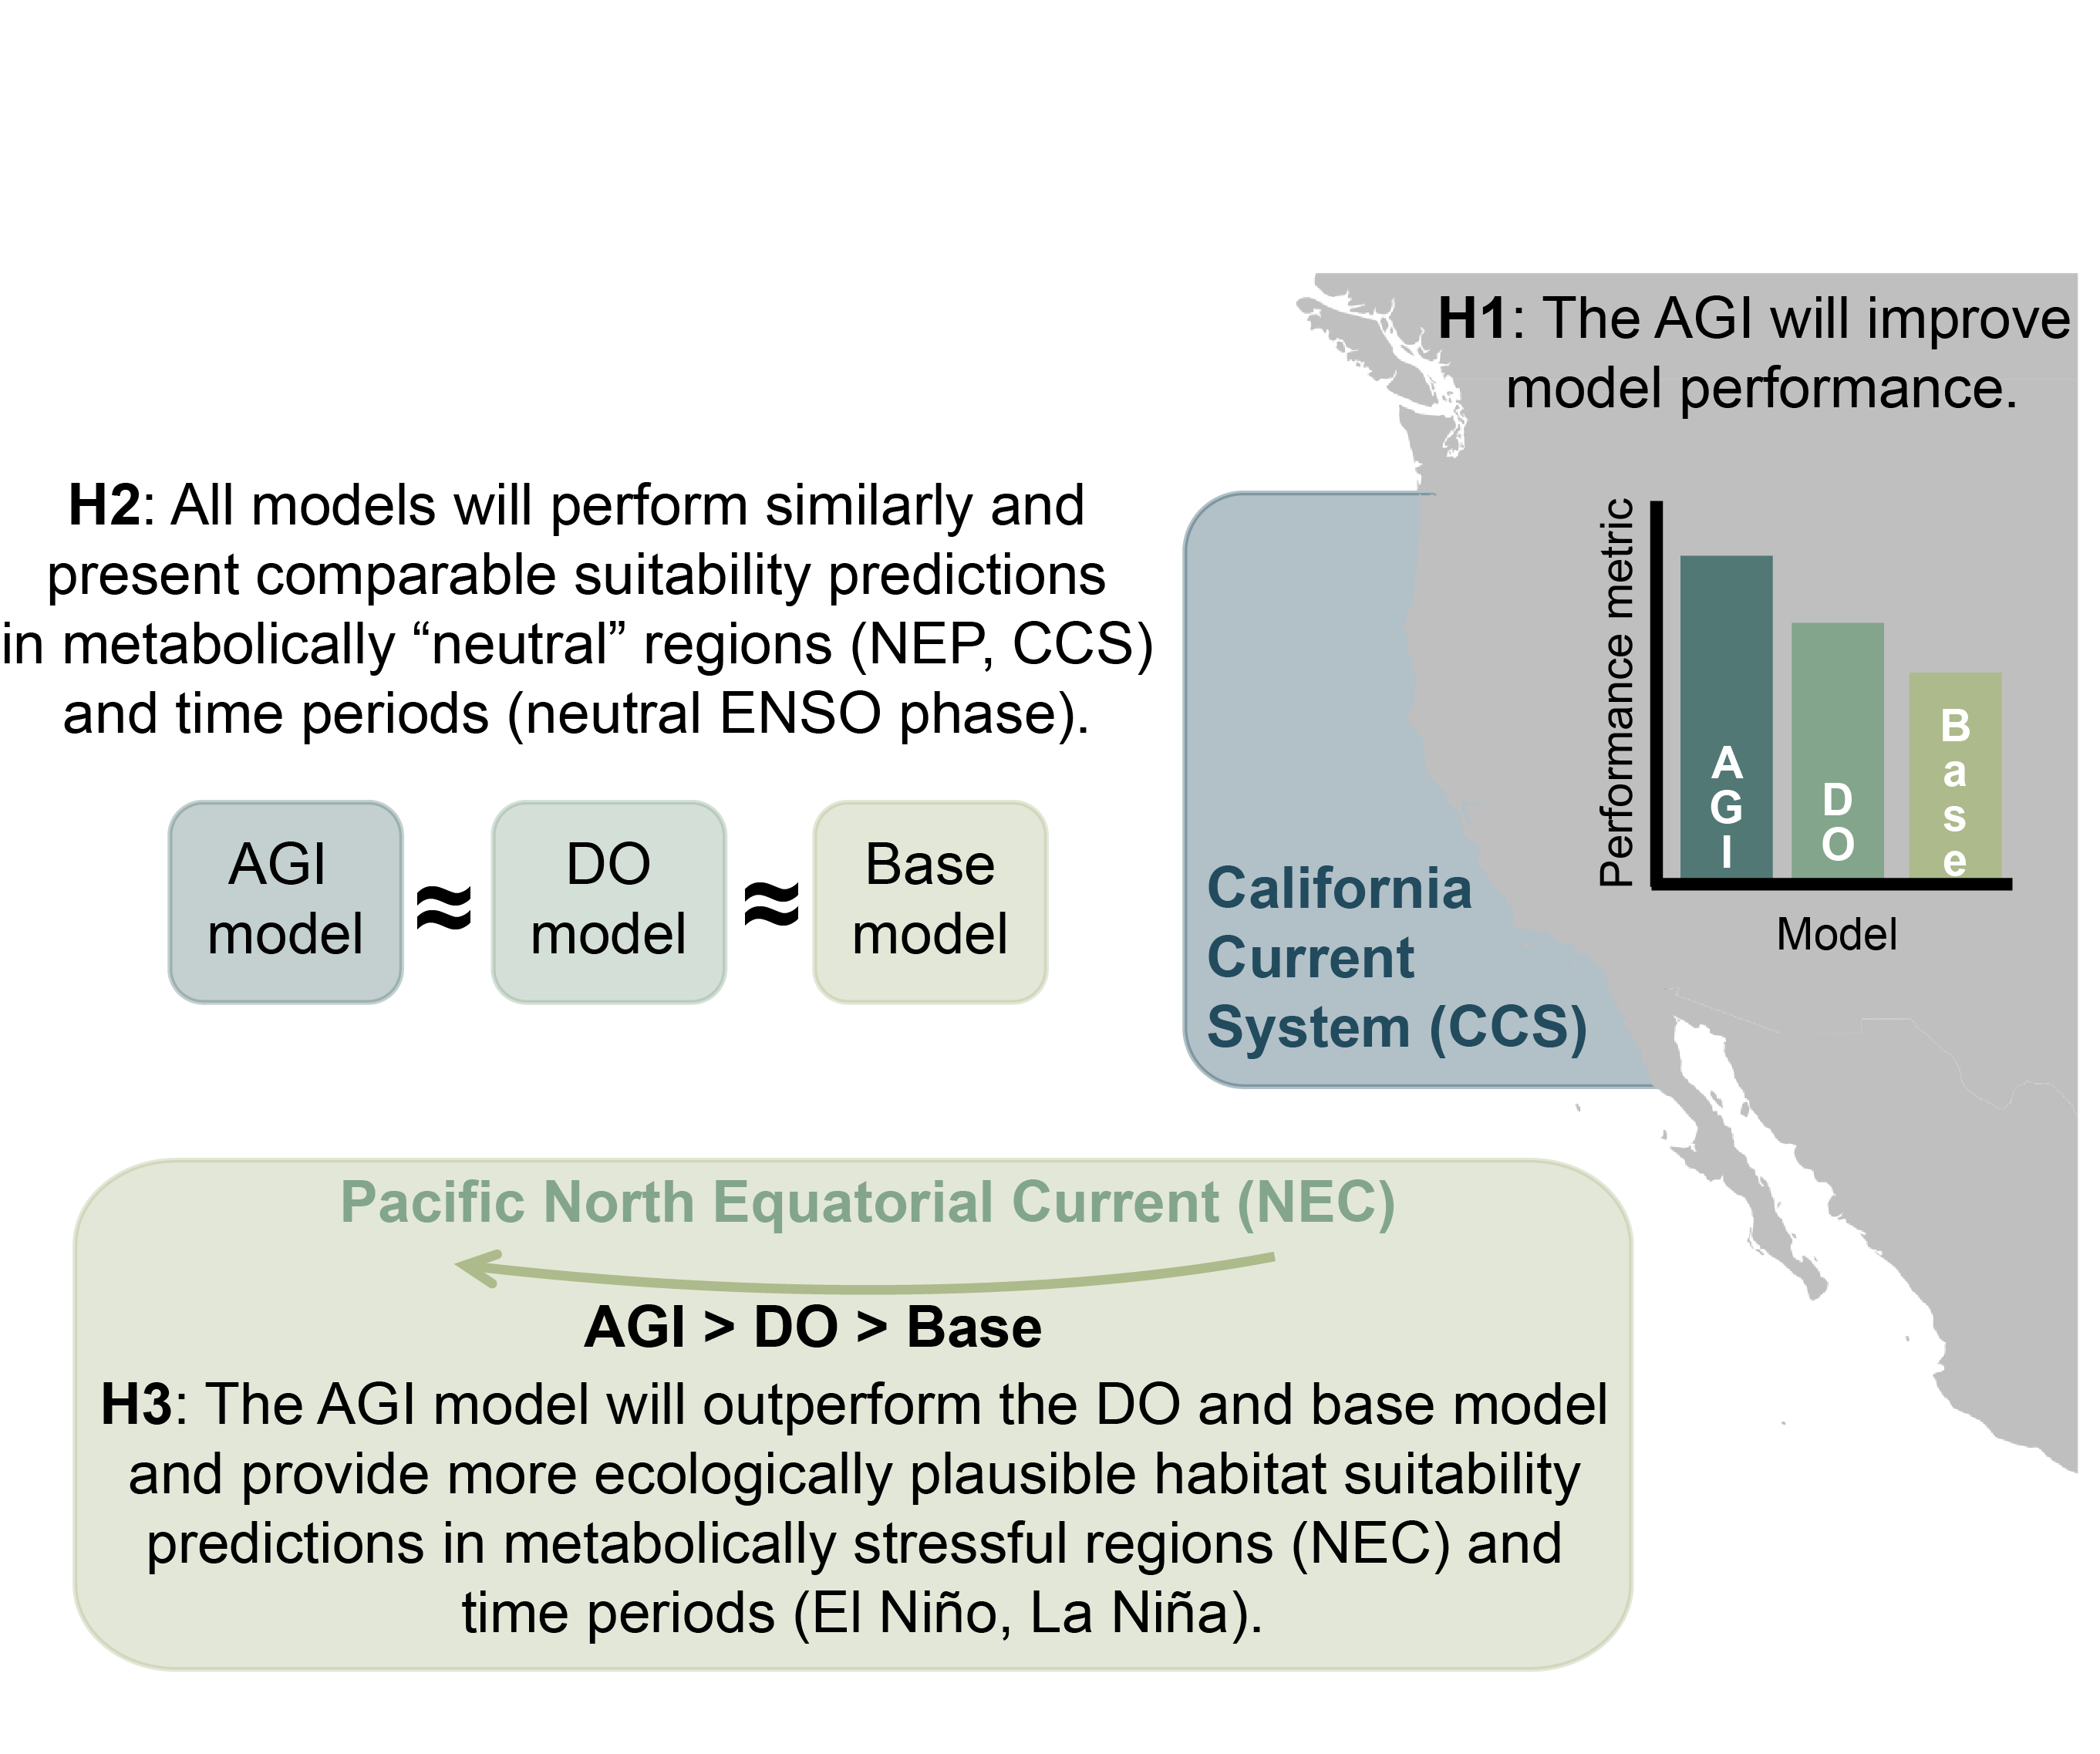 H1: The AGI will improve
model performance.
Performance metric
AGI
DO
Base
Model
H2: All models will perform similarly and
present comparable suitability predictions
in metabolically “neutral” regions (NEP, CCS)
and time periods (neutral ENSO phase).
AGI
model
≈
DO
model
≈
Base
model
California
Current
System (CCS)
Pacific North Equatorial Current (NEC)
AGI > DO > Base
H3: The AGI model will outperform the DO and base model
and provide more ecologically plausible habitat suitability
predictions in metabolically stressful regions (NEC) and
time periods (El Niño, La Niña).